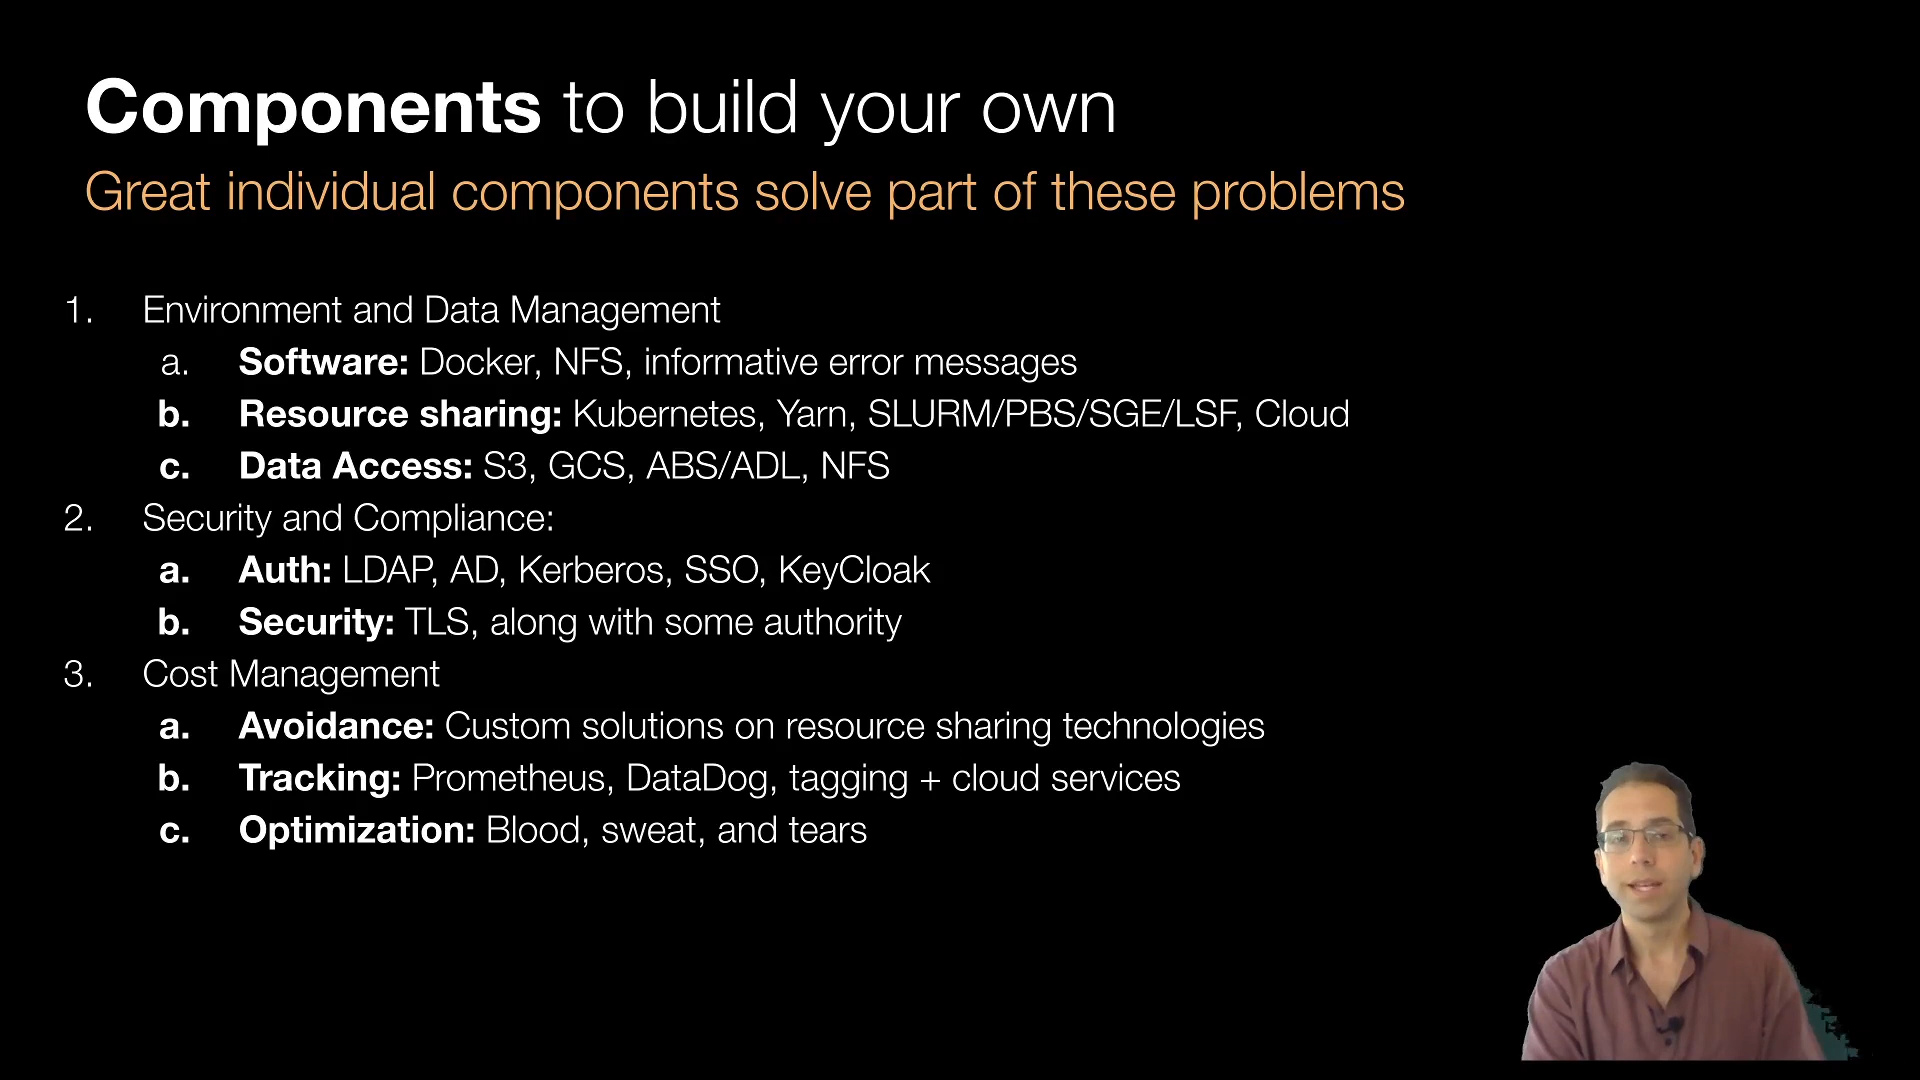 Components to build your own
Great individual components solve part of these problems
1. Environment and Data Management
a. Software: Docker, NFS, informative error messages
b. Resource sharing: Kubernetes, Yarn, SLURM/PBS/SGE/LSF, Cloud
c. Data Access: S3, GCS, ABS/ADL, NFS
2. Security and Compliance:
a. Auth: LDAP, AD, Kerberos, SSO, KeyCloak
b. Security: TLS, along with some authority
3. Cost Management
a. Avoidance: Custom solutions on resource sharing technologies
b. Tracking: Prometheus, DataDog, tagging + cloud services
c. Optimization: Blood, sweat, and tears